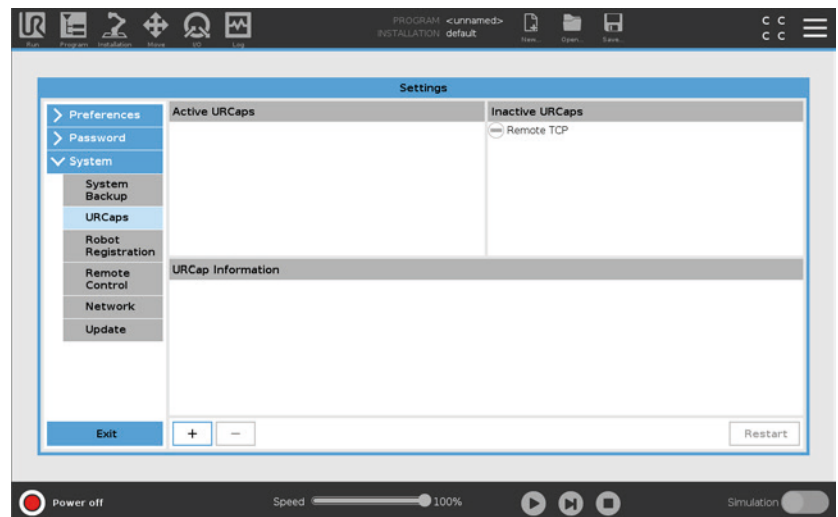 UR
Run
Program
Installation
Move
I/O
Log
PROGRAM <unnamed>
INSTALLATION default
New...
Open...
Save...
C C
C C
Settings
Preferences
Password
System
System
Backup
URCaps
Robot
Registration
Remote
Control
Network
Update
Exit
Active URCaps
Inactive URCaps
Remote TCP
URCap Information
+
−
Restart
Power off
Speed
100%
Simulation